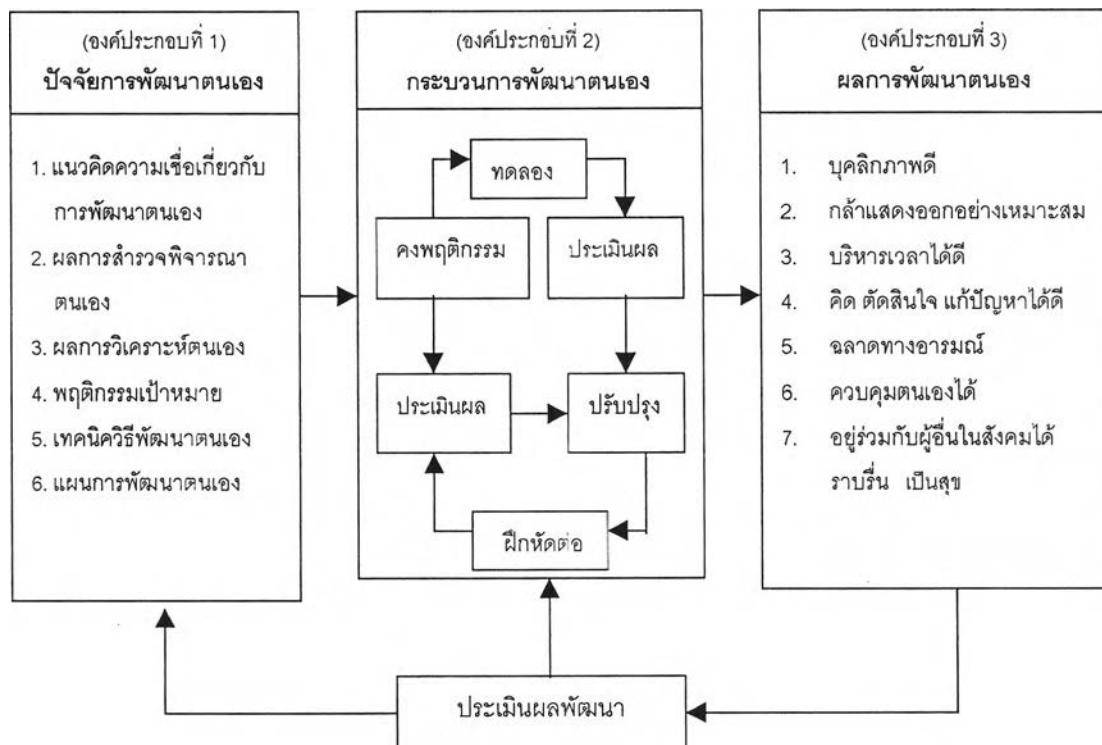 (องค์ประกอบที่ 1)
ปัจจัยการพัฒนาตนเอง
1. แนวคิดความเชื่อเกี่ยวกับ
การพัฒนาตนเอง
2. ผลการสำรวจพิจารณา
ตนเอง
3. ผลการวิเคราะห์ตนเอง
4. พฤติกรรมเป้าหมาย
5. เทคนิควิธีพัฒนาตนเอง
6. แผนการพัฒนาตนเอง
(องค์ประกอบที่ 2)
กระบวนการพัฒนาตนเอง
ทดลอง
คงพฤติกรรม
ประเมินผล
ประเมินผล
ปรับปรุง
ฝึกหัดต่อ
(องค์ประกอบที่ 3)
ผลการพัฒนาตนเอง
1. บุคลิกภาพดี
2. กล้าแสดงออกอย่างเหมาะสม
3. บริหารเวลาได้ดี
4. คิด ตัดสินใจ แก้ปัญหาได้ดี
5. ฉลาดทางอารมณ์
6. ควบคุมตนเองได้
7. อยู่ร่วมกับผู้อื่นในสังคมได้
ราบรื่น เป็นสุข
ประเมินผลพัฒนา